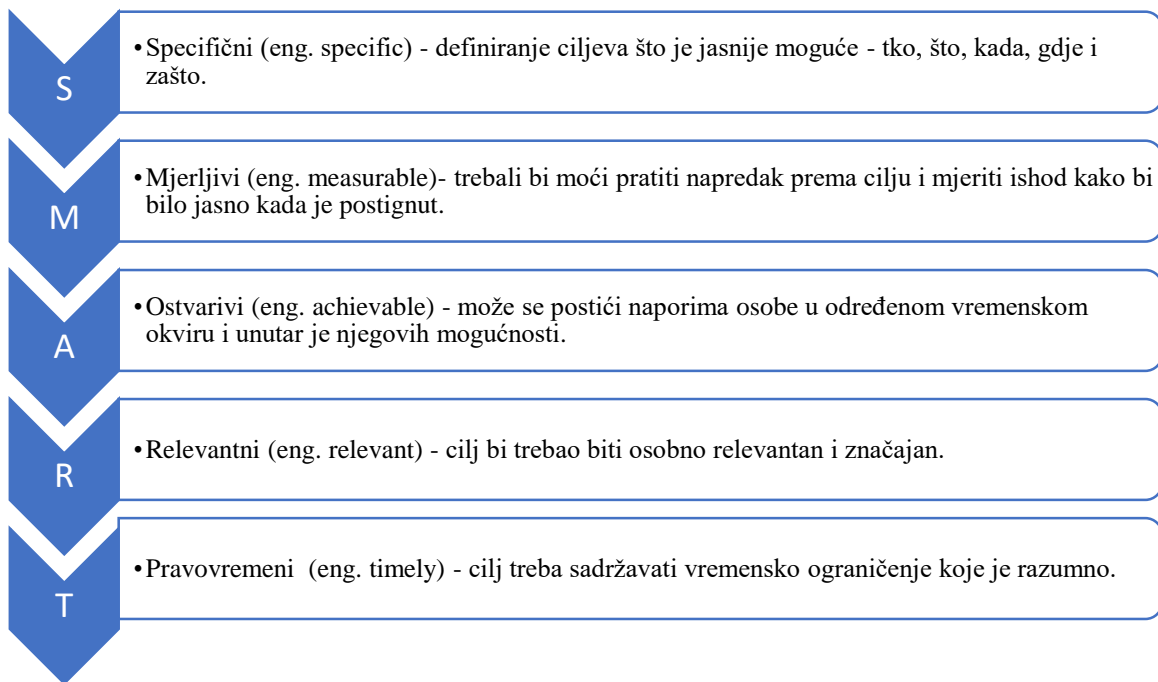 S
•Specifični (eng. specific) - definiranje ciljeva što je jasnije moguće - tko, što, kada, gdje i
zašto.
M
•Mjerljivi (eng. measurable)- trebali bi moći pratiti napredak prema cilju i mjeriti ishod kako bi
bilo jasno kada je postignut.
A
•Ostvarivi (eng. achievable) - može se postići naporima osobe u određenom vremenskom
okviru i unutar je njegovih mogućnosti.
R
•Relevantni (eng. relevant) - cilj bi trebao biti osobno relevantan i značajan.
T
•Pravovremeni  (eng. timely) - cilj treba sadržavati vremensko ograničenje koje je razumno.